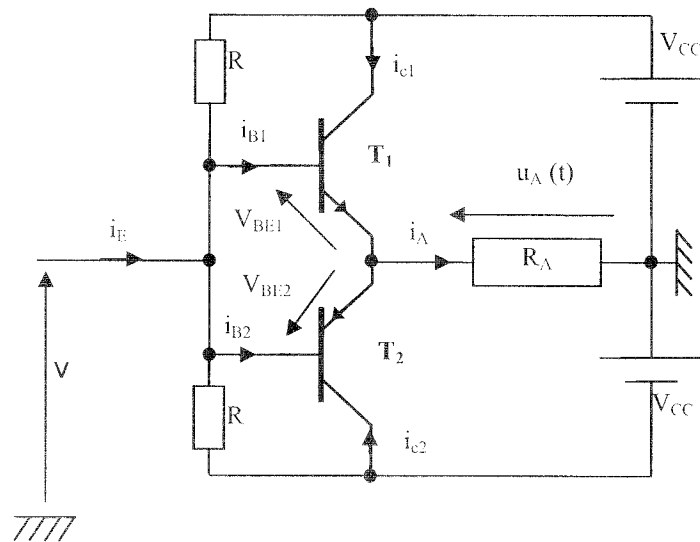 R
i_c1
V_CC
i_B1
T_1
u_A (t)
V_BE1
i_E
i_A
R_A
V_BE2
i_B2
T_2
V
R
i_c2
V_CC